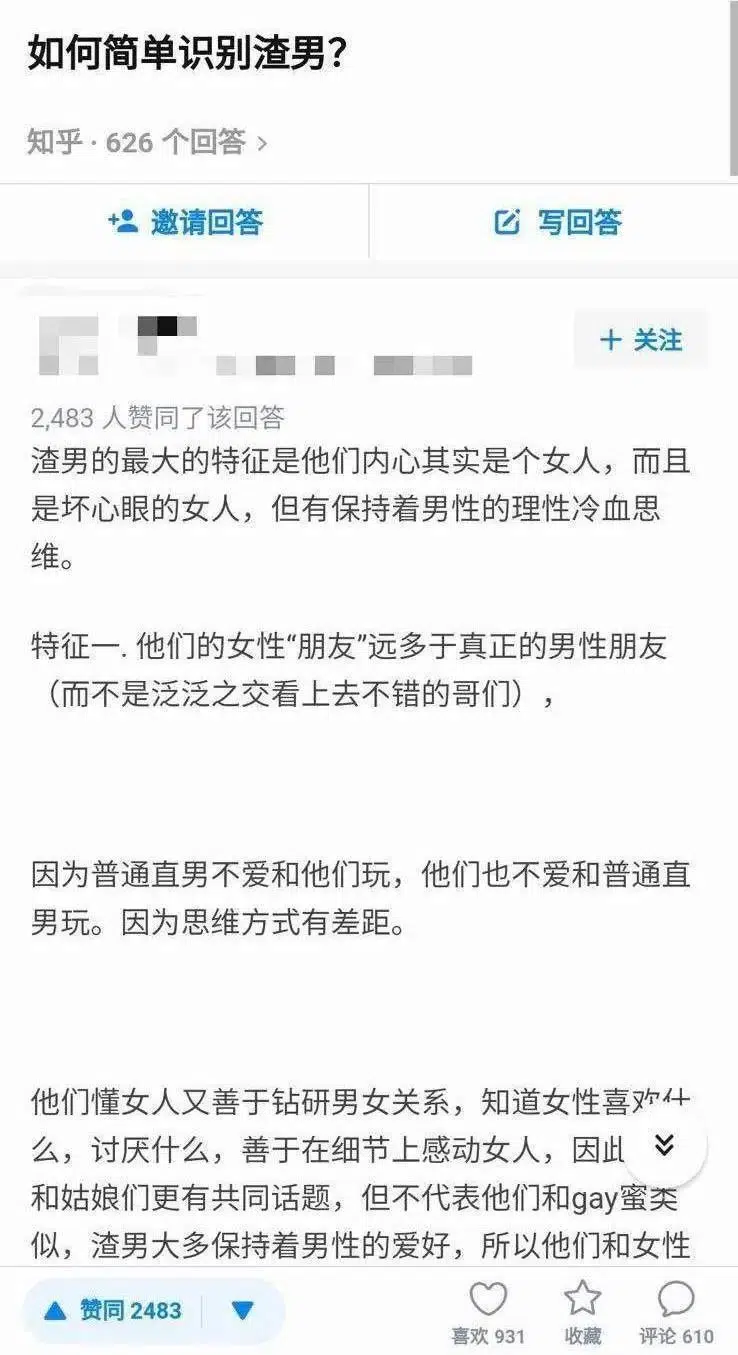 如何简单识别渣男？
知乎 · 626 个回答 >
邀请回答
写回答
+ 关注
2,483 人赞同了该回答
渣男的最大的特征是他们内心其实是个女人，而且
是坏心眼的女人，但有保持着男性的理性冷血思
维。
特征一. 他们的女性“朋友”远多于真正的男性朋友
（而不是泛泛之交看上去不错的哥们），
因为普通直男不爱和他们玩，他们也不爱和普通直
男玩。因为思维方式有差距。
他们懂女人又善于钻研男女关系，知道女性喜欢什
么，讨厌什么，善于在细节上感动女人，因此
和姑娘们更有共同话题，但不代表他们和gay蜜类
似，渣男大多保持着男性的爱好，所以他们和女性
赞同 2483
喜欢 931
收藏
评论 610